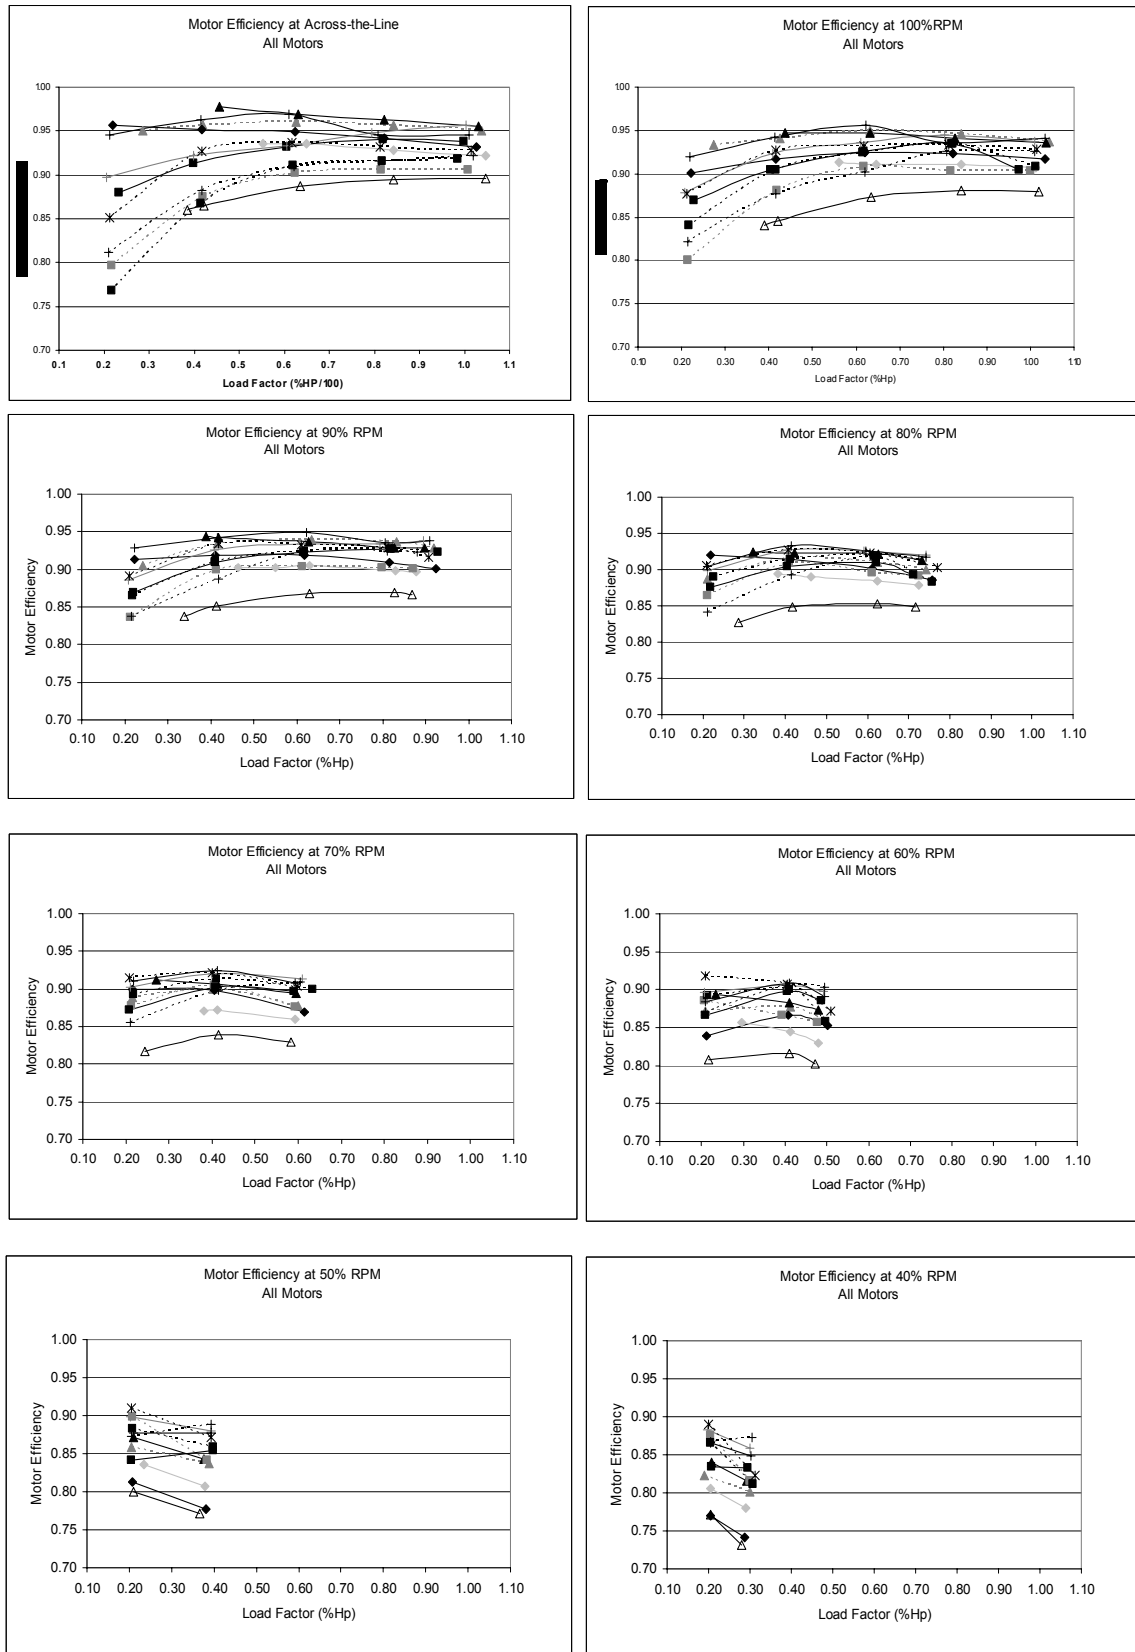 Motor Efficiency at Across-the-Line
All Motors
1.00
0.95
0.90
0.85
0.80
0.75
0.70
0.1 0.2 0.3 0.4 0.5 0.6 0.7 0.8 0.9 1.0 1.1
Load Factor (%HP/100)
Motor Efficiency at 100%RPM
All Motors
1.00
0.95
0.90
0.85
0.80
0.75
0.70
0.10 0.20 0.30 0.40 0.50 0.60 0.70 0.80 0.90 1.00 1.10
Load Factor (%Hp)
Motor Efficiency at 90% RPM
All Motors
Motor Efficiency
1.00
0.95
0.90
0.85
0.80
0.75
0.70
0.10 0.20 0.30 0.40 0.50 0.60 0.70 0.80 0.90 1.00 1.10
Load Factor (%Hp)
Motor Efficiency at 80% RPM
All Motors
Motor Efficiency
1.00
0.95
0.90
0.85
0.80
0.75
0.70
0.10 0.20 0.30 0.40 0.50 0.60 0.70 0.80 0.90 1.00 1.10
Load Factor (%Hp)
Motor Efficiency at 70% RPM
All Motors
Motor Efficiency
1.00
0.95
0.90
0.85
0.80
0.75
0.70
0.10 0.20 0.30 0.40 0.50 0.60 0.70 0.80 0.90 1.00 1.10
Load Factor (%Hp)
Motor Efficiency at 60% RPM
All Motors
Motor Efficiency
1.00
0.95
0.90
0.85
0.80
0.75
0.70
0.10 0.20 0.30 0.40 0.50 0.60 0.70 0.80 0.90 1.00 1.10
Load Factor (%Hp)
Motor Efficiency at 50% RPM
All Motors
Motor Efficiency
1.00
0.95
0.90
0.85
0.80
0.75
0.70
0.10 0.20 0.30 0.40 0.50 0.60 0.70 0.80 0.90 1.00 1.10
Load Factor (%Hp)
Motor Efficiency at 40% RPM
All Motors
Motor Efficiency
1.00
0.95
0.90
0.85
0.80
0.75
0.70
0.10 0.20 0.30 0.40 0.50 0.60 0.70 0.80 0.90 1.00 1.10
Load Factor (%Hp)